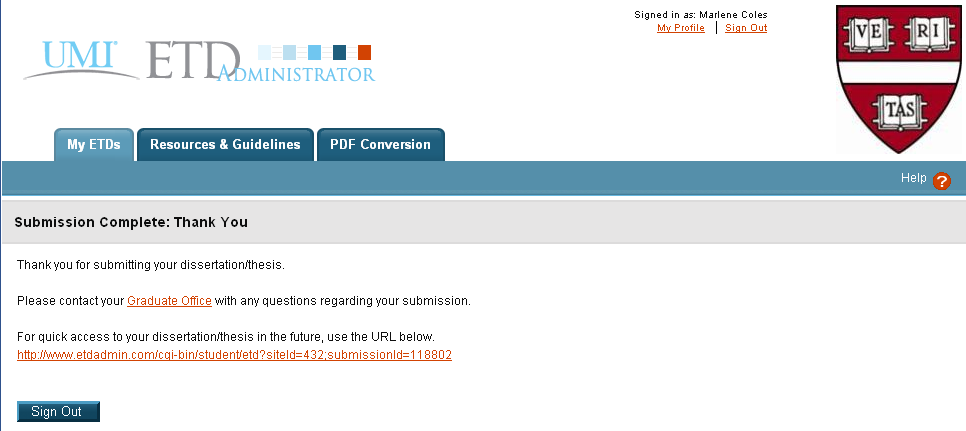 Signed in as: Marlene Coles
My Profile | Sign Out
UMI ETD ADMINISTRATOR
VE RI
TAS
My ETDs Resources & Guidelines PDF Conversion
Help ?
Submission Complete: Thank You
Thank you for submitting your dissertation/thesis.
Please contact your Graduate Office with any questions regarding your submission.
For quick access to your dissertation/thesis in the future, use the URL below.
http://www.etdadmin.com/cgi-bin/student/etd?siteId=432;submissionId=118802
Sign Out